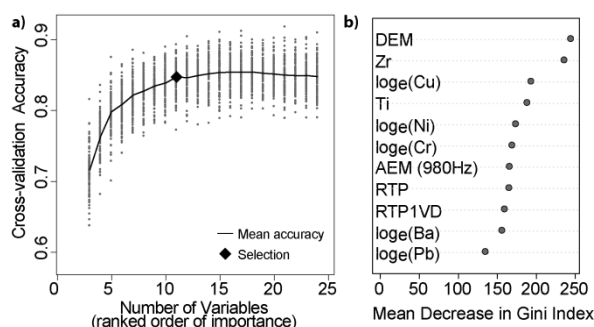 a)
0.9
0.8
0.7
0.6
Cross-validation Accuracy
Mean accuracy
Selection
0 5 10 15 20 25
Number of Variables
(ranked order of importance)
b)
DEM
Zr
loge(Cu)
Ti
loge(Ni)
loge(Cr)
AEM (980Hz)
RTP
RTP1VD
loge(Ba)
loge(Pb)
0 50 100 150 200 250
Mean Decrease in Gini Index